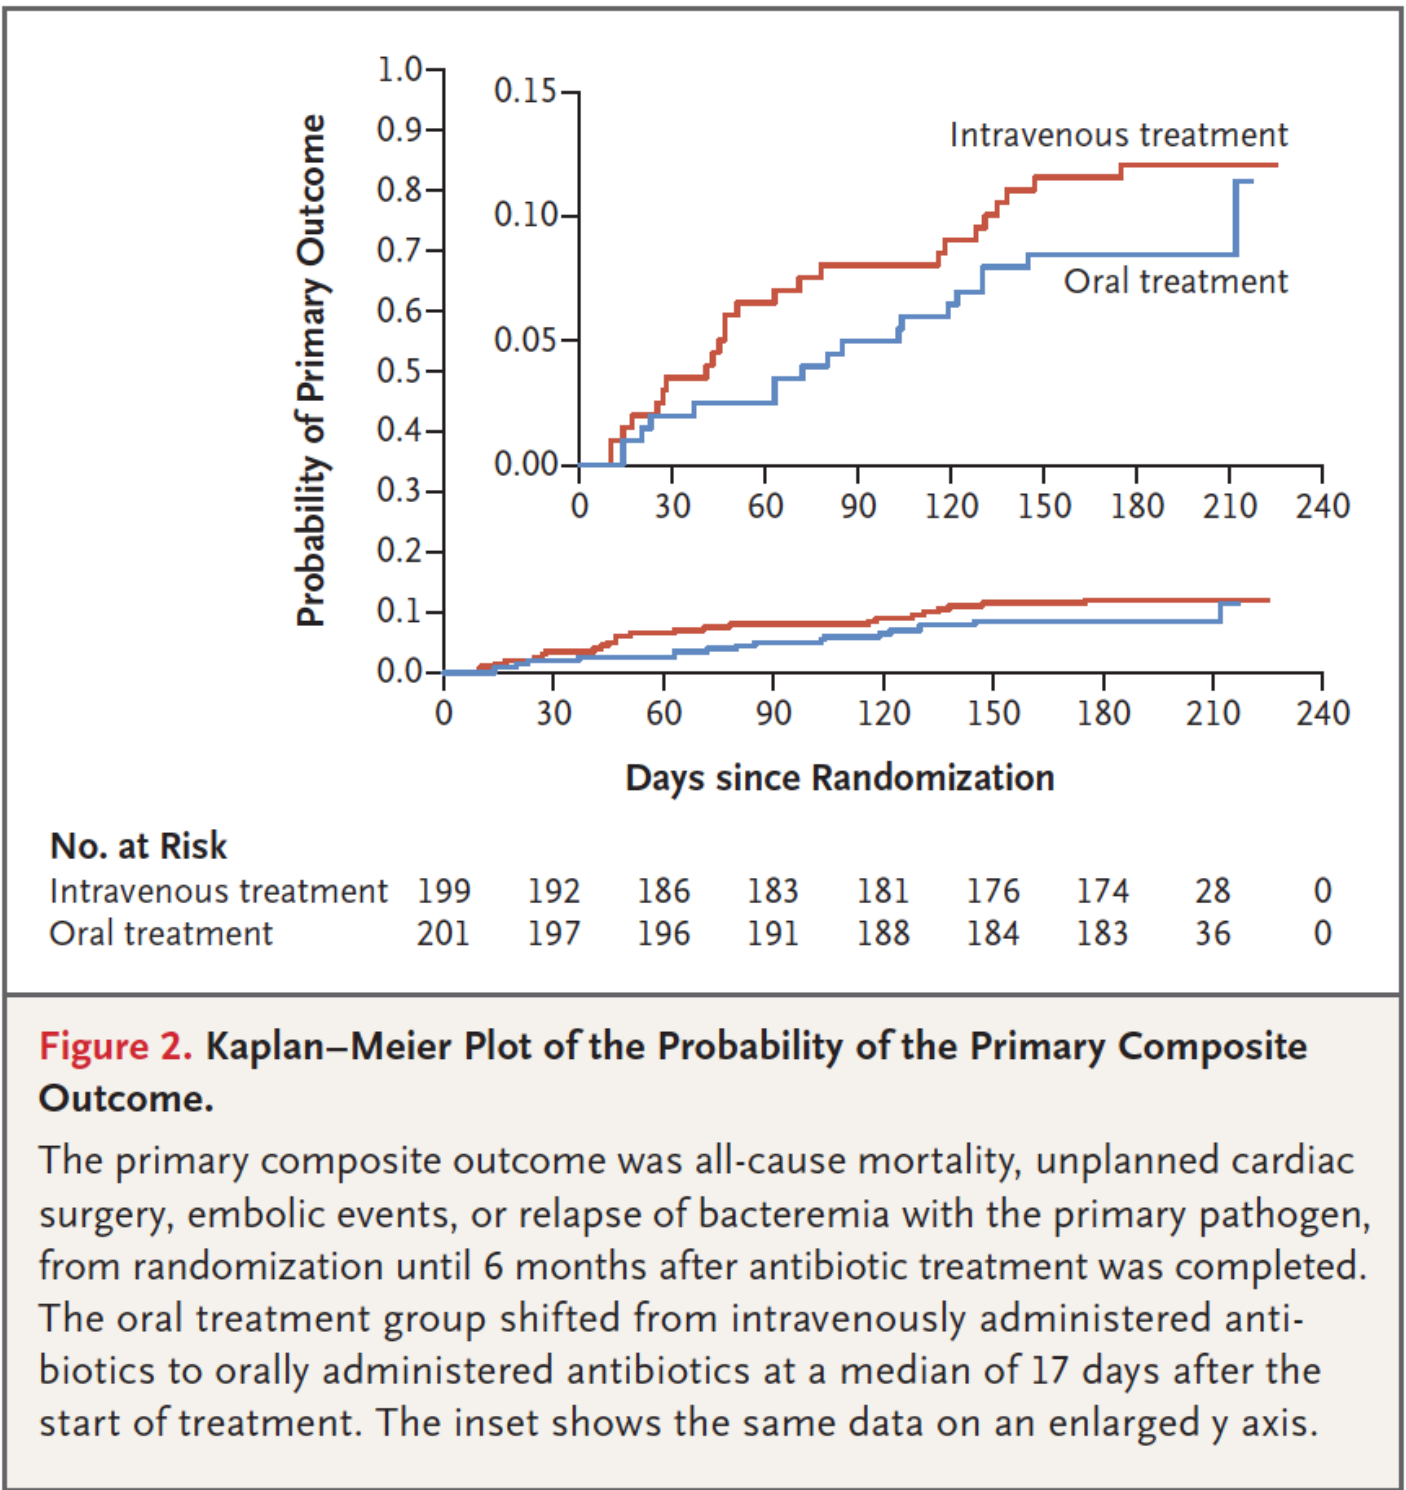 Probability of Primary Outcome
1.0
0.9
0.8
0.7
0.6
0.5
0.4
0.3
0.2
0.1
0.0
0 30 60 90 120 150 180 210 240
0.15
0.10
0.05
0.00
0 30 60 90 120 150 180 210 240
Intravenous treatment
Oral treatment
Days since Randomization
No. at Risk
Intravenous treatment 199 192 186 183 181 176 174 28 0
Oral treatment 201 197 196 191 188 184 183 36 0
Figure 2. Kaplan–Meier Plot of the Probability of the Primary Composite
Outcome.
The primary composite outcome was all-cause mortality, unplanned cardiac
surgery, embolic events, or relapse of bacteremia with the primary pathogen,
from randomization until 6 months after antibiotic treatment was completed.
The oral treatment group shifted from intravenously administered anti-
biotics to orally administered antibiotics at a median of 17 days after the
start of treatment. The inset shows the same data on an enlarged y axis.